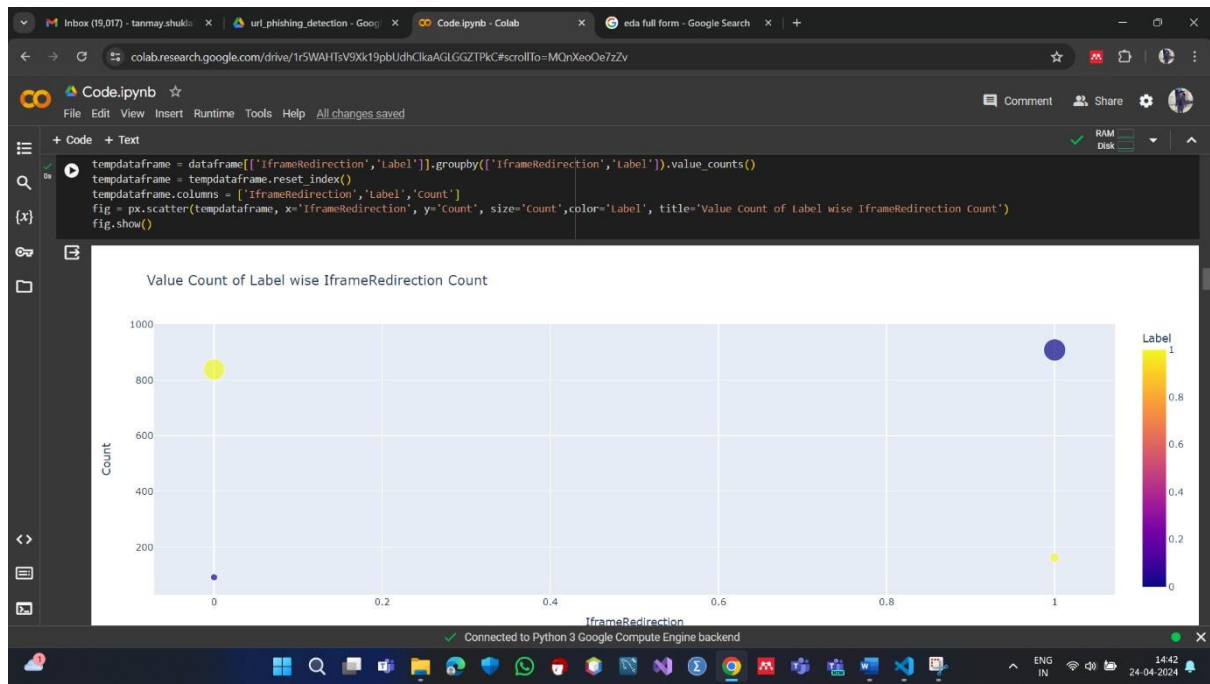 Inbox (19,017) - tanmay.shukla
url_phishing_detection - Goog
Code.ipynb - Colab
eda full form - Google Search
colab.research.google.com/drive/1r5WAHTsV9Xk19pbUdhClkaAGLGGZTPkC#scrollTo=MQnXeoOe7zZv
Code.ipynb
File Edit View Insert Runtime Tools Help All changes saved
Comment Share
+ Code + Text
RAM
Disk
0s
tempdataframe = dataframe[['IframeRedirection','Label']].groupby(['IframeRedirection','Label']).value_counts()
tempdataframe = tempdataframe.reset_index()
tempdataframe.columns = ['IframeRedirection','Label','Count']
fig = px.scatter(tempdataframe, x='IframeRedirection', y='Count', size='Count',color='Label', title='Value Count of Label wise IframeRedirection Count')
fig.show()
{x}
Value Count of Label wise IframeRedirection Count
1000
800
600
400
200
Count
0 0.2 0.4 0.6 0.8 1
IframeRedirection
Label
1
0.8
0.6
0.4
0.2
0
Connected to Python 3 Google Compute Engine backend
1
ENG
IN
14:42
24-04-2024